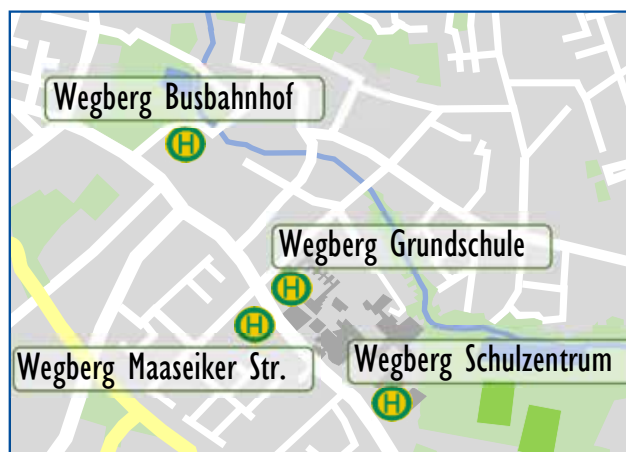 Wegberg Busbahnhof
H
Wegberg Grundschule
H
H
Wegberg Maaseiker Str.
Wegberg Schulzentrum
H